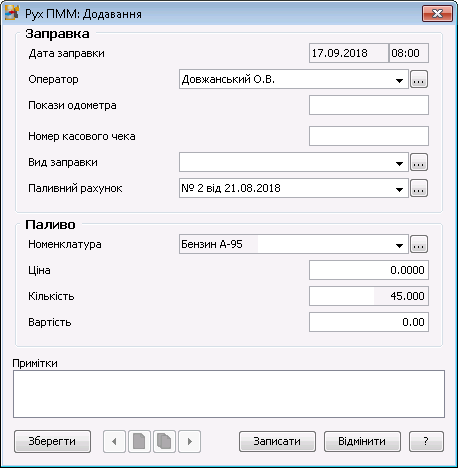 Рух ПММ: Додавання
Заправка
Дата заправки 17.09.2018 08:00
Оператор Довжанський О.В. ...
Покази одометра
Номер касового чека
Вид заправки ...
Паливний рахунок № 2 від 21.08.2018 ...
Паливо
Номенклатура Бензин А-95 ...
Ціна 0.0000
Кількість 45.000
Вартість 0.00
Примітки
Зберегти Записати Відмінити ?